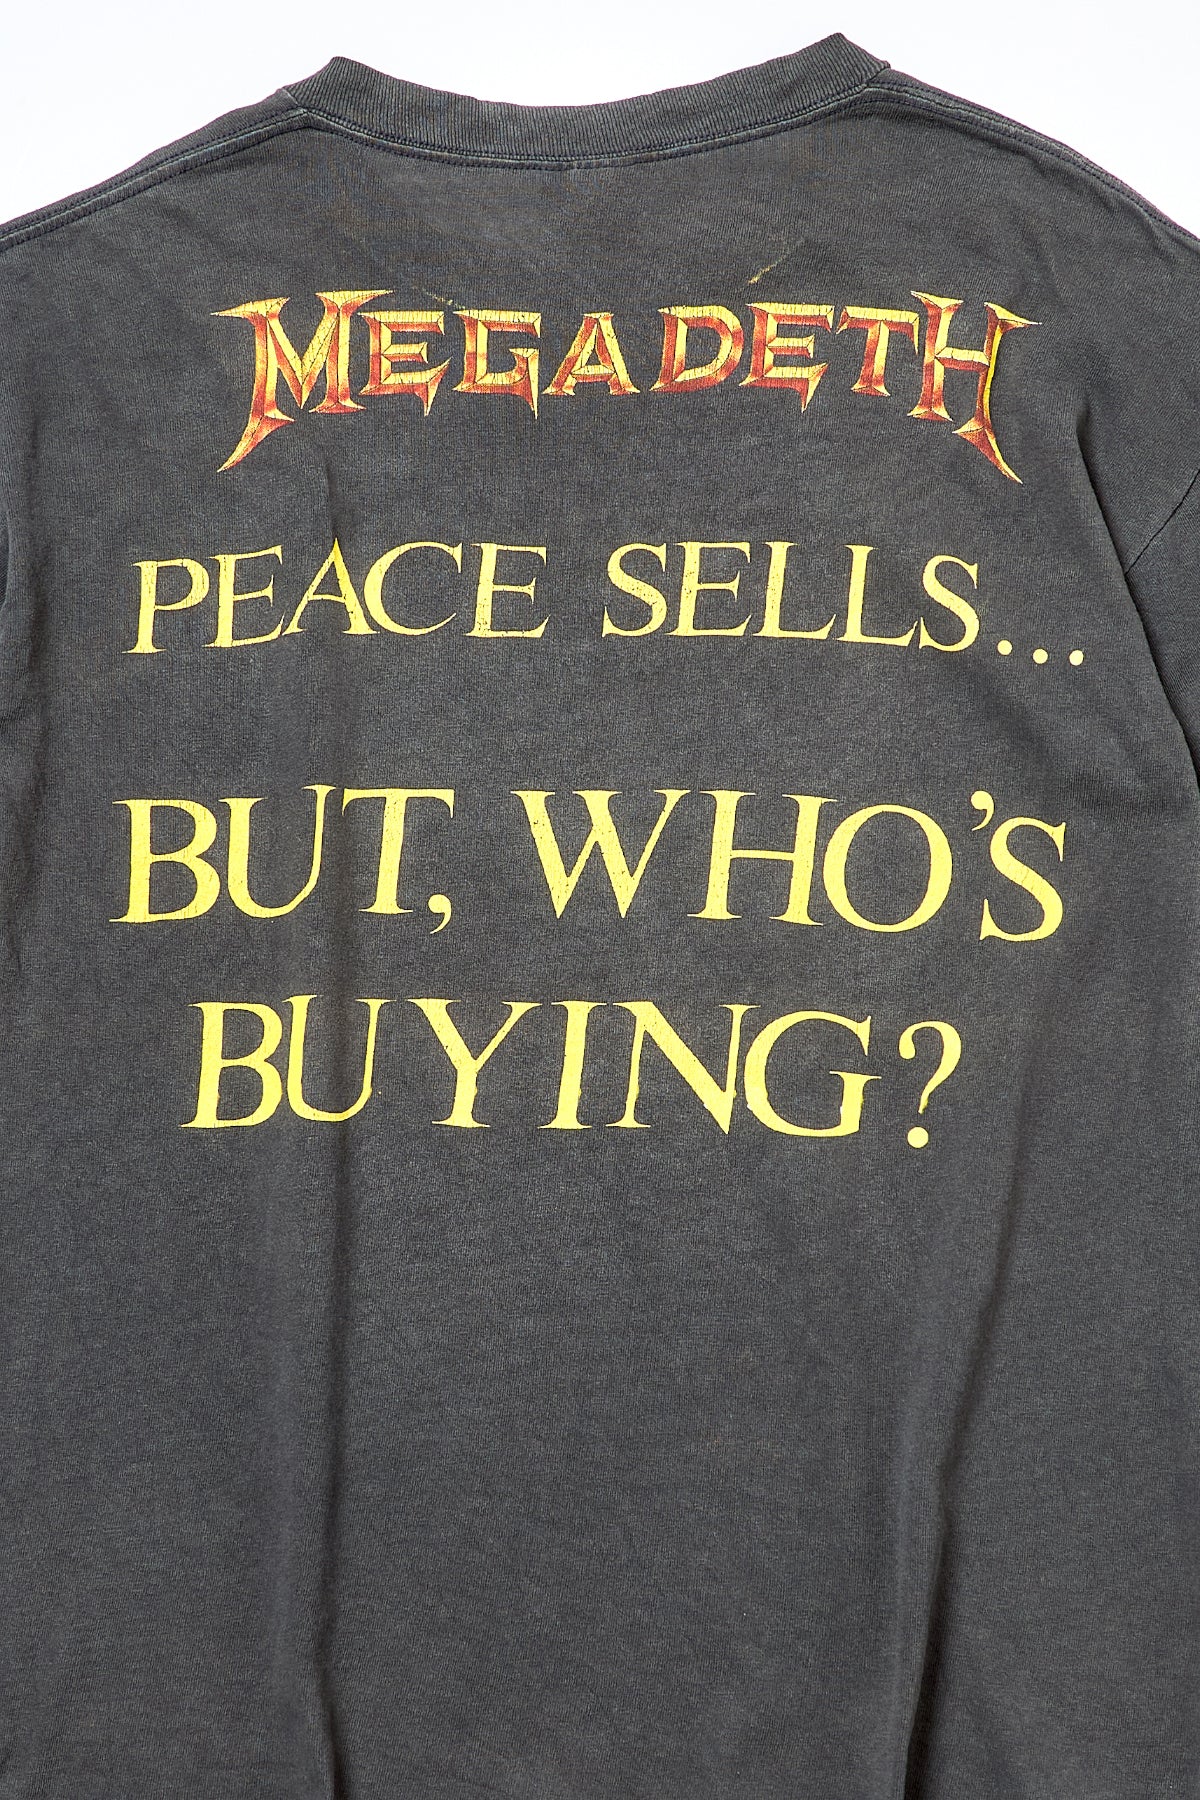 MEGADETH
PEACE SELLS...
BUT, WHO'S
BUYING?